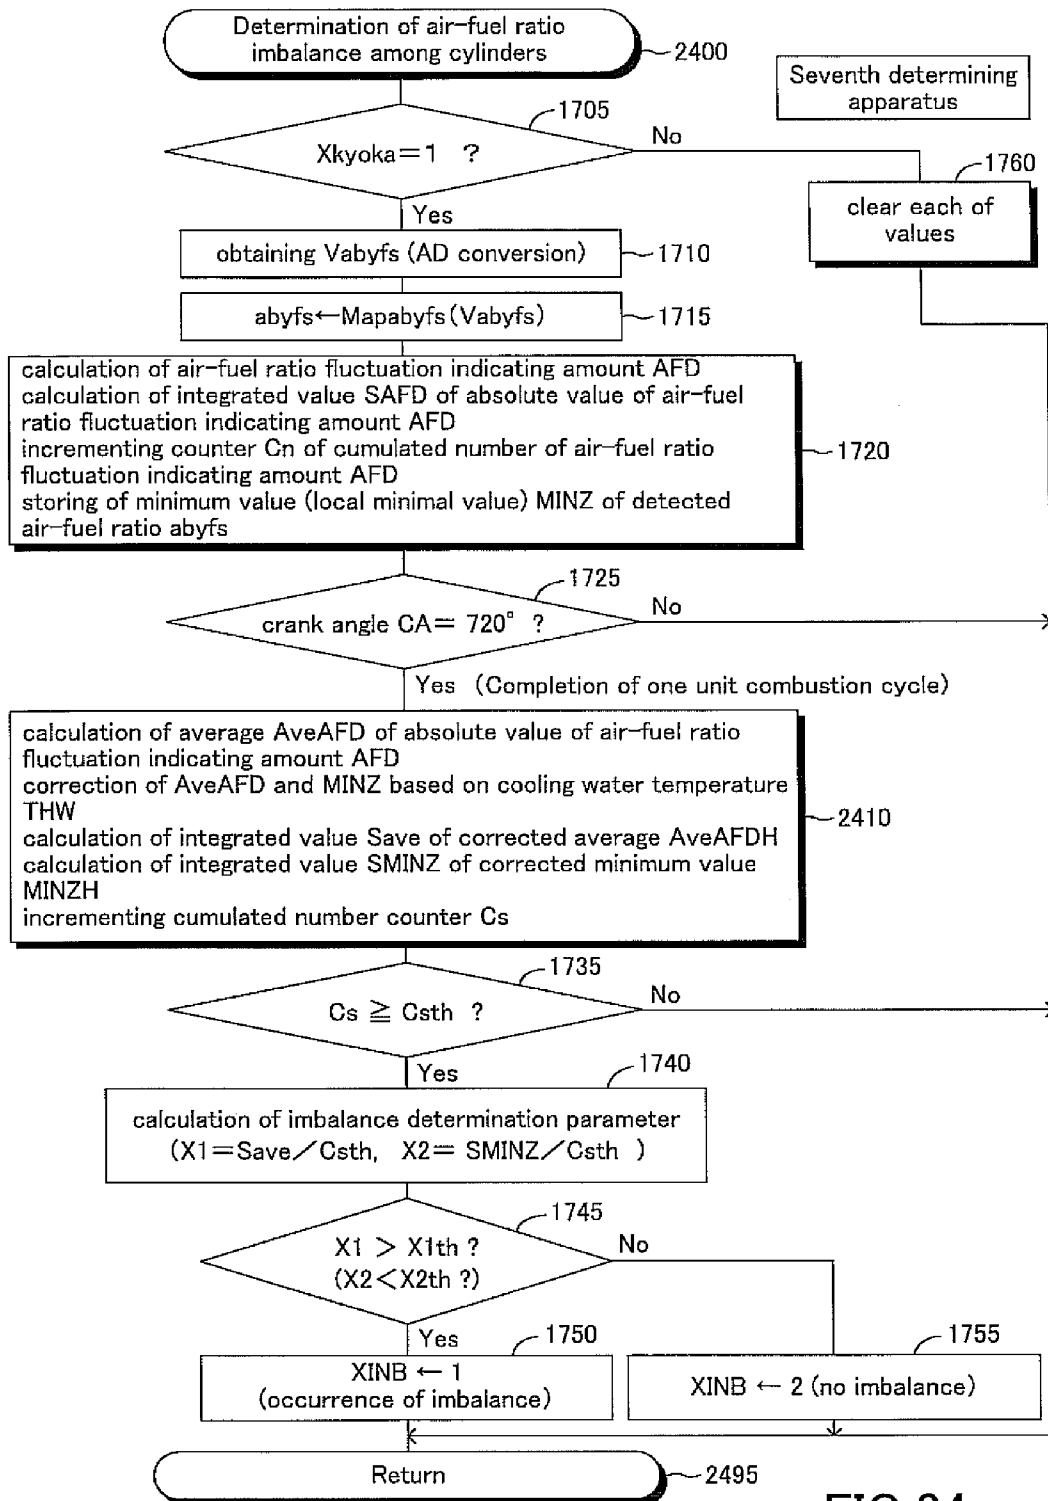 Determination of air-fuel ratio
imbalance among cylinders
2400
Seventh determining
apparatus
1705
Xkyoka=1 ?
No
1760
clear each of
values
Yes
obtaining Vabyfs (AD conversion)
1710
abyfs←Mapabyfs(Vabyfs)
1715
calculation of air-fuel ratio fluctuation indicating amount AFD
calculation of integrated value SAFD of absolute value of air-fuel
ratio fluctuation indicating amount AFD
incrementing counter Cn of cumulated number of air-fuel ratio
fluctuation indicating amount AFD
storing of minimum value (local minimal value) MINZ of detected
air-fuel ratio abyfs
1720
1725
crank angle CA= 720° ?
No
Yes (Completion of one unit combustion cycle)
calculation of average AveAFD of absolute value of air-fuel ratio
fluctuation indicating amount AFD
correction of AveAFD and MINZ based on cooling water temperature
THW
calculation of integrated value Save of corrected average AveAFDH
calculation of integrated value SMINZ of corrected minimum value
MINZH
incrementing cumulated number counter Cs
2410
1735
Cs ≧ Csth ?
No
Yes
1740
calculation of imbalance determination parameter
(X1=Save/Csth, X2= SMINZ/Csth )
1745
X1 > X1th ?
(X2<X2th ?)
No
Yes
1750
XINB ← 1
(occurrence of imbalance)
1755
XINB ← 2 (no imbalance)
Return
2495